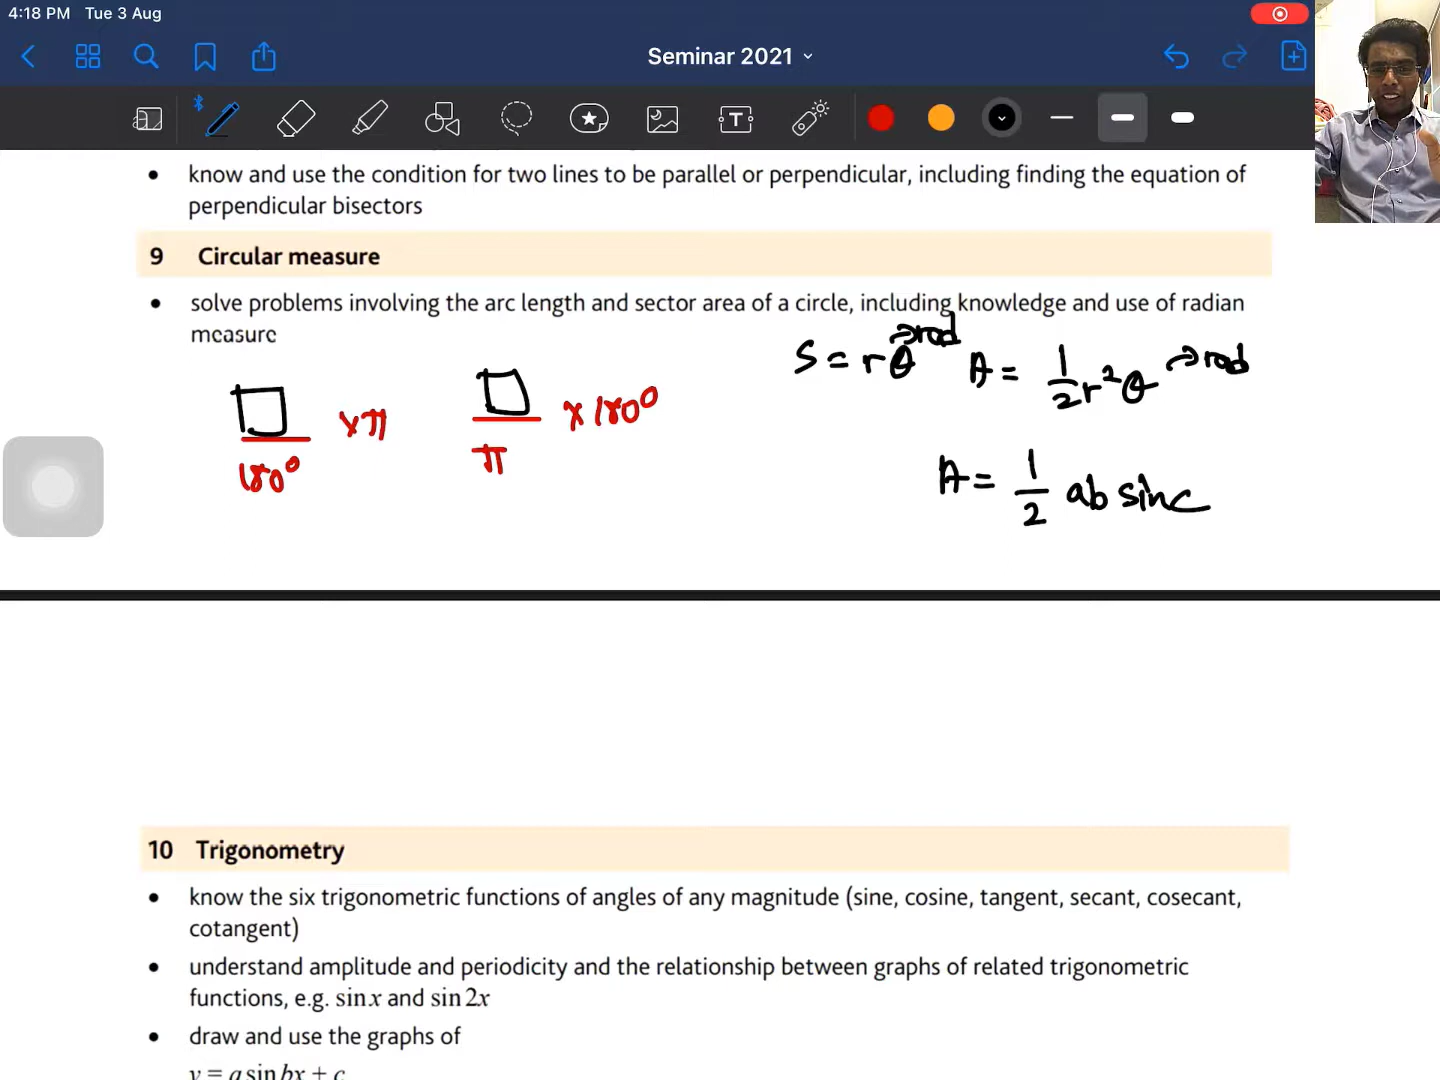 4:18 PM Tue 3 Aug
Seminar 2021
• know and use the condition for two lines to be parallel or perpendicular, including finding the equation of
perpendicular bisectors
9 Circular measure
• solve problems involving the arc length and sector area of a circle, including knowledge and use of radian
measure
S = rθ → rad A = 1/2 r²θ → rad
□/180° × π □/π × 180°
A = 1/2 ab sin c
10 Trigonometry
• know the six trigonometric functions of angles of any magnitude (sine, cosine, tangent, secant, cosecant,
cotangent)
• understand amplitude and periodicity and the relationship between graphs of related trigonometric
functions, e.g. sin x and sin 2x
• draw and use the graphs of
y = a sin bx + c